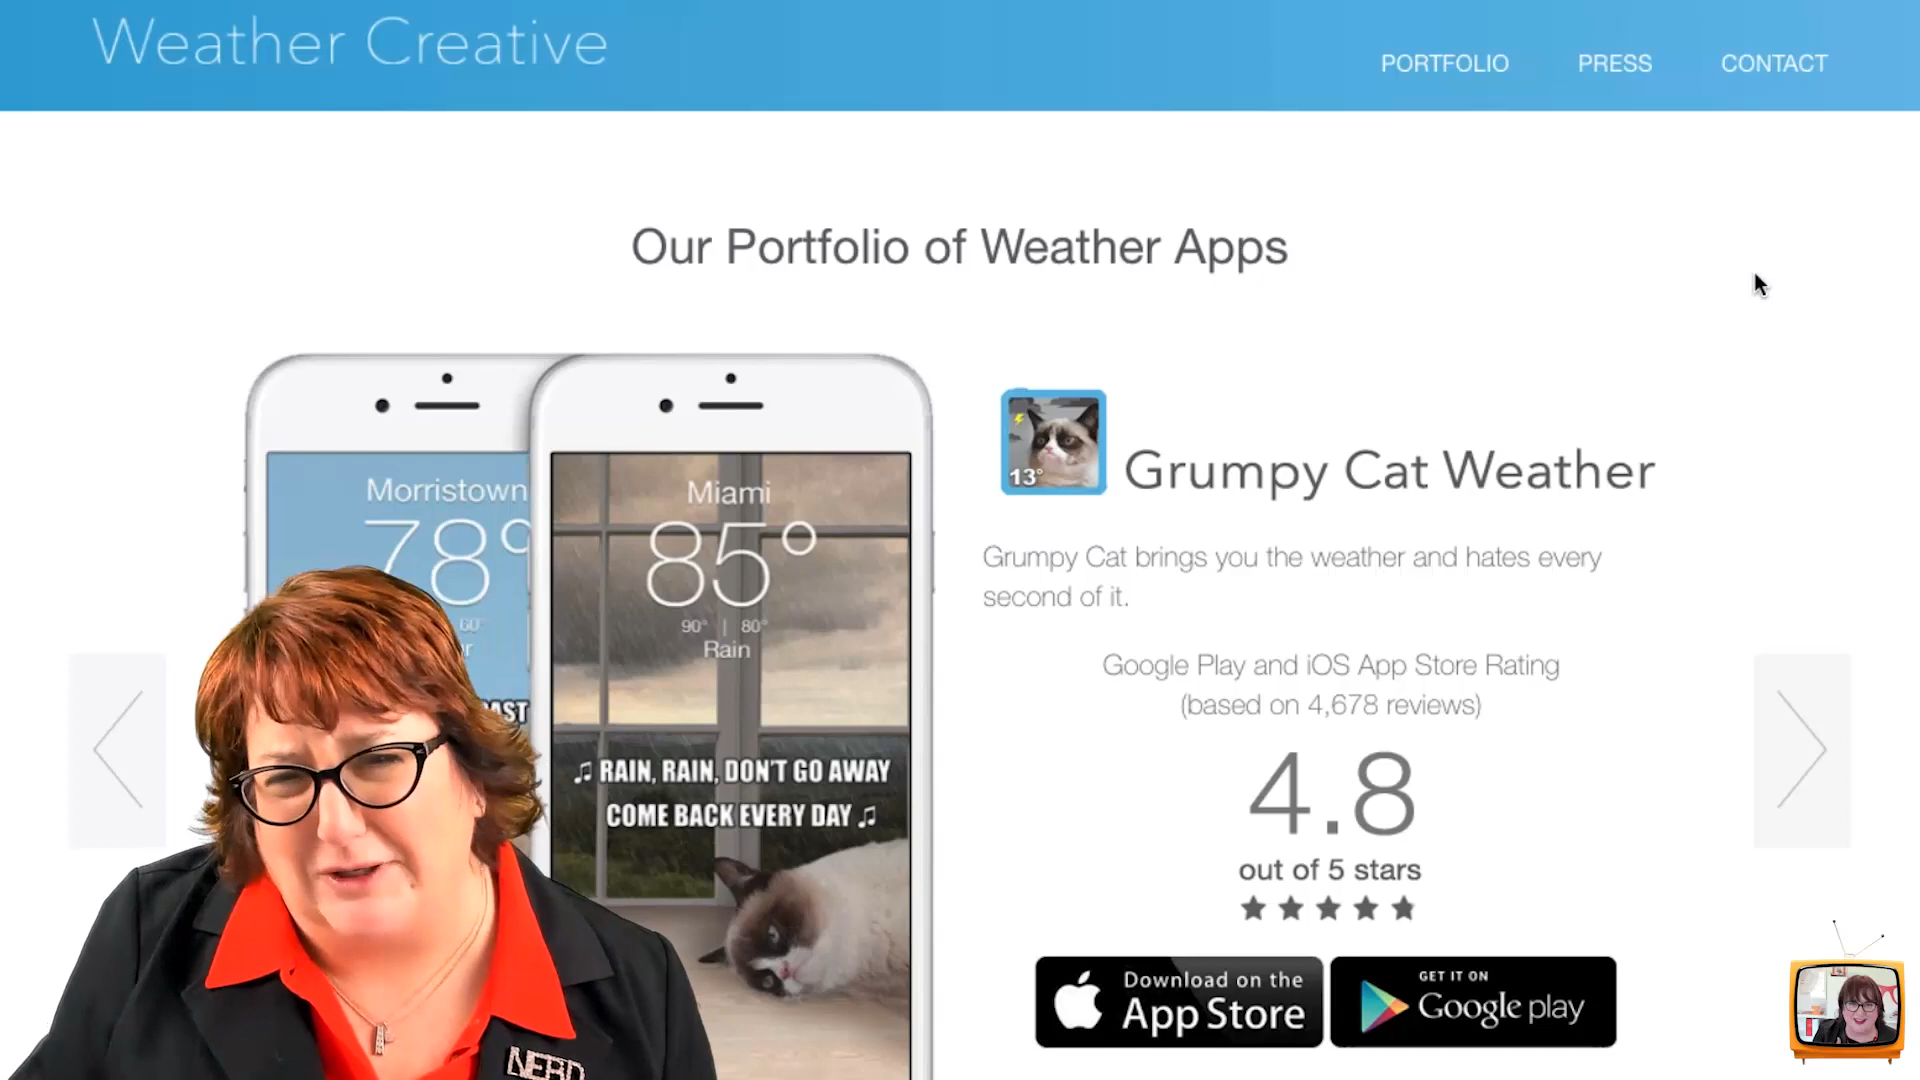 Weather Creative
PORTFOLIO
PRESS
CONTACT
Our Portfolio of Weather Apps
Morristown
78°
60°
Miami
85°
90° | 80°
Rain
♫ RAIN, RAIN, DON'T GO AWAY
COME BACK EVERY DAY ♫
13°
Grumpy Cat Weather
Grumpy Cat brings you the weather and hates every
second of it.
Google Play and iOS App Store Rating
(based on 4,678 reviews)
4.8
out of 5 stars
Download on the
App Store
GET IT ON
Google play
NERD